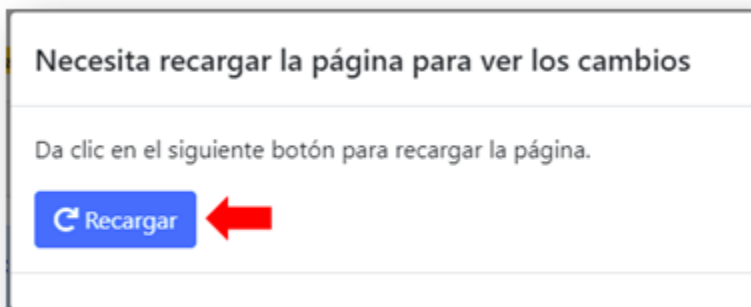 Necesita recargar la página para ver los cambios
Da clic en el siguiente botón para recargar la página.
Recargar